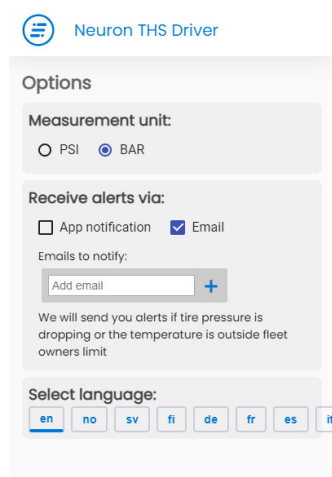 Neuron THS Driver
Options
Measurement unit:
PSI BAR
Receive alerts via:
App notification Email
Emails to notify:
Add email +
We will send you alerts if tire pressure is
dropping or the temperature is outside fleet
owners limit
Select language:
en no sv fi de fr es